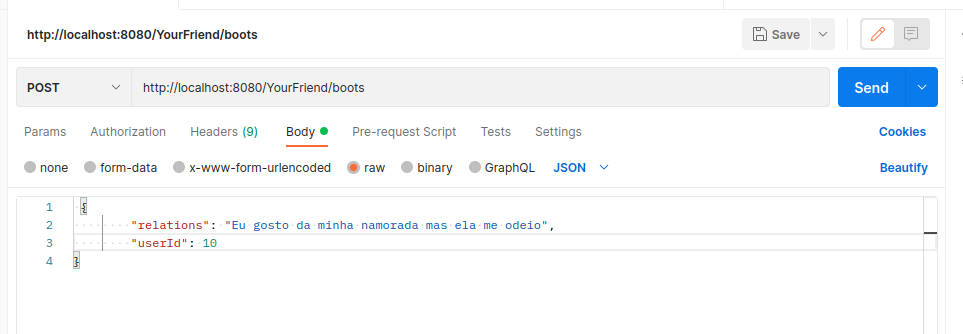 http://localhost:8080/YourFriend/boots
Save
POST
http://localhost:8080/YourFriend/boots
Send
Params Authorization Headers (9) Body Pre-request Script Tests Settings Cookies
none form-data x-www-form-urlencoded raw binary GraphQL JSON Beautify
1 {
2 "relations": "Eu gosto da minha namorada mas ela me odeio",
3 "userId": 10
4 }